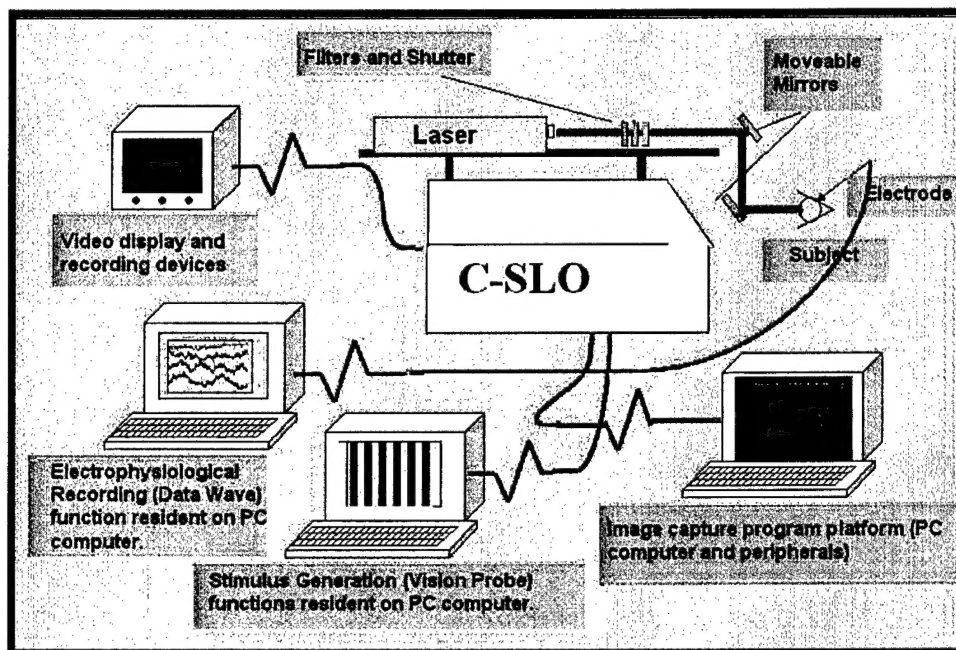 Filters and Shutter
Moveable
Mirrors
Laser
Electrode
Video display and
recording devices
Subject
C-SLO
Electrophysiological
Recording (Data Wave)
function resident on PC
computer.
Image capture program platform (PC
computer and peripherals)
Stimulus Generation (Vision Probe)
functions resident on PC computer.